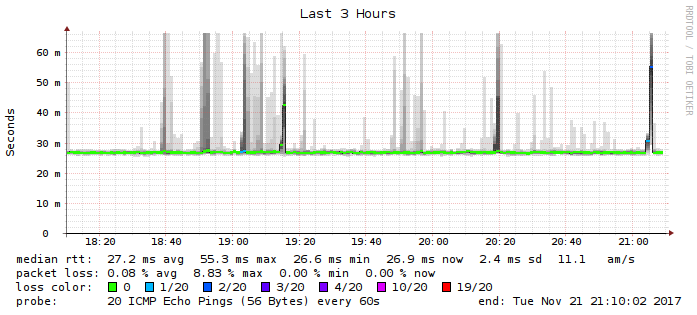 Last 3 Hours
RRDTOOL / TOBI OETIKER
Seconds
60 m
50 m
40 m
30 m
20 m
10 m
0
18:20 18:40 19:00 19:20 19:40 20:00 20:20 20:40 21:00
median rtt: 27.2 ms avg 55.3 ms max 26.6 ms min 26.9 ms now 2.4 ms sd 11.1 am/s
packet loss: 0.08 % avg 8.83 % max 0.00 % min 0.00 % now
loss color: 0 1/20 2/20 3/20 4/20 10/20 19/20
probe: 20 ICMP Echo Pings (56 Bytes) every 60s end: Tue Nov 21 21:10:02 2017